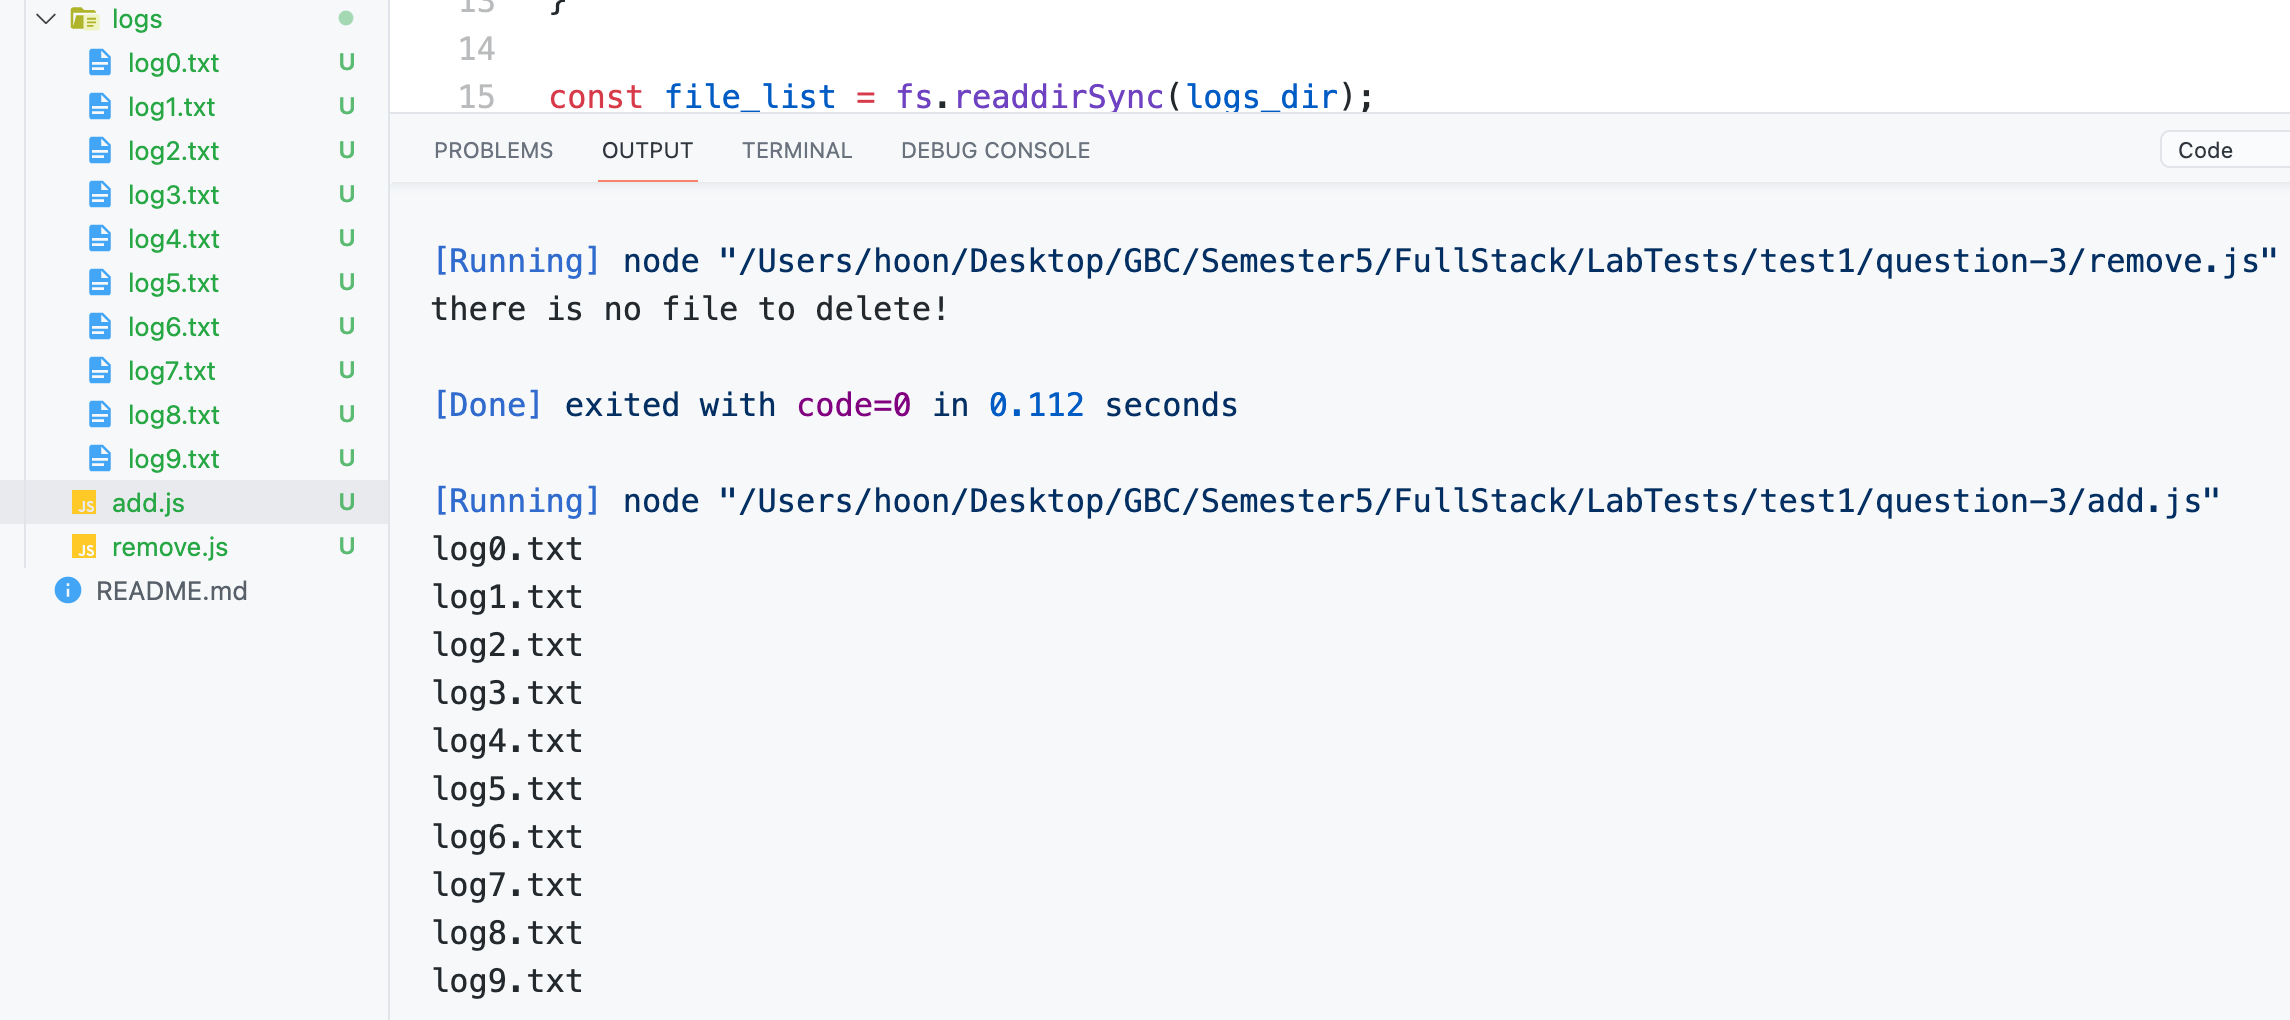 logs
log0.txt U
log1.txt U
log2.txt U
log3.txt U
log4.txt U
log5.txt U
log6.txt U
log7.txt U
log8.txt U
log9.txt U
JS add.js U
JS remove.js U
README.md
13 }
14
15 const file_list = fs.readdirSync(logs_dir);
PROBLEMS OUTPUT TERMINAL DEBUG CONSOLE Code
[Running] node "/Users/hoon/Desktop/GBC/Semester5/FullStack/LabTests/test1/question-3/remove.js"
there is no file to delete!
[Done] exited with code=0 in 0.112 seconds
[Running] node "/Users/hoon/Desktop/GBC/Semester5/FullStack/LabTests/test1/question-3/add.js"
log0.txt
log1.txt
log2.txt
log3.txt
log4.txt
log5.txt
log6.txt
log7.txt
log8.txt
log9.txt